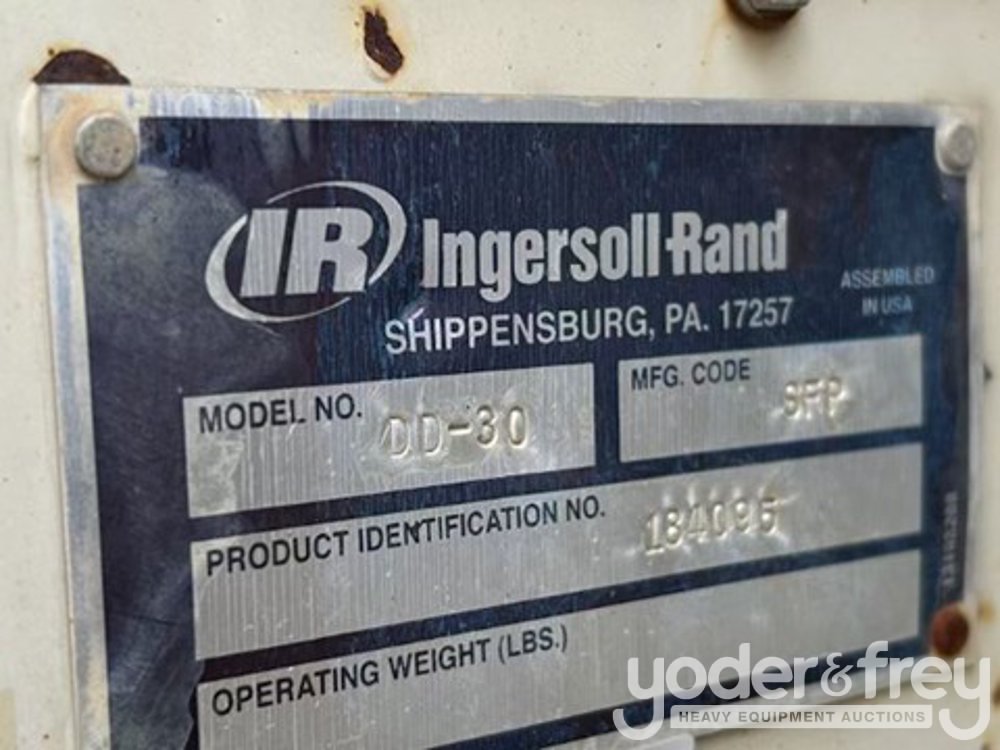 IR Ingersoll-Rand
SHIPPENSBURG, PA. 17257
ASSEMBLED
IN USA
MODEL NO. DD-30
MFG. CODE SFP
PRODUCT IDENTIFICATION NO. 184095
OPERATING WEIGHT (LBS.)
yoder&frey
HEAVY EQUIPMENT AUCTIONS